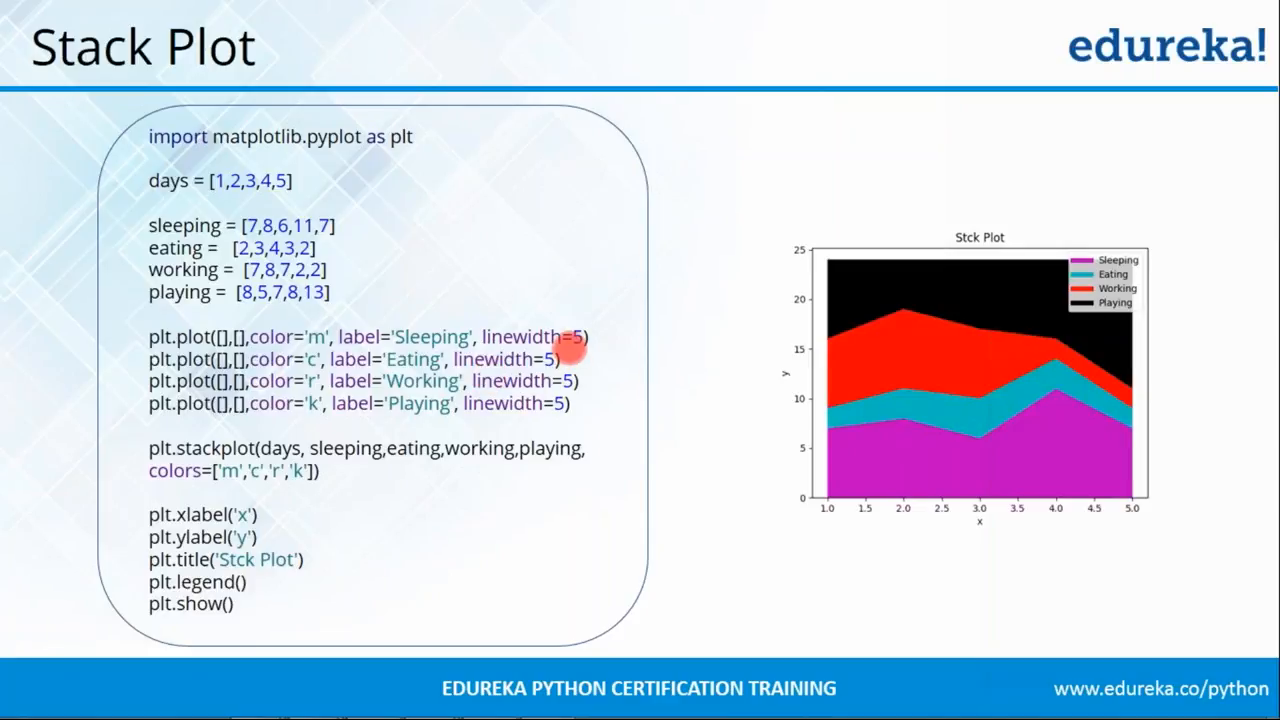 Stack Plot
edureka!
import matplotlib.pyplot as plt
days = [1,2,3,4,5]
sleeping = [7,8,6,11,7]
eating =   [2,3,4,3,2]
working =  [7,8,7,2,2]
playing =  [8,5,7,8,13]
plt.plot([],[],color='m', label='Sleeping', linewidth=5)
plt.plot([],[],color='c', label='Eating', linewidth=5)
plt.plot([],[],color='r', label='Working', linewidth=5)
plt.plot([],[],color='k', label='Playing', linewidth=5)
plt.stackplot(days, sleeping,eating,working,playing,
colors=['m','c','r','k'])
plt.xlabel('x')
plt.ylabel('y')
plt.title('Stck Plot')
plt.legend()
plt.show()
Stck Plot
Sleeping
Eating
Working
Playing
25
20
15
10
5
0
y
1.0 1.5 2.0 2.5 3.0 3.5 4.0 4.5 5.0
x
EDUREKA PYTHON CERTIFICATION TRAINING
www.edureka.co/python